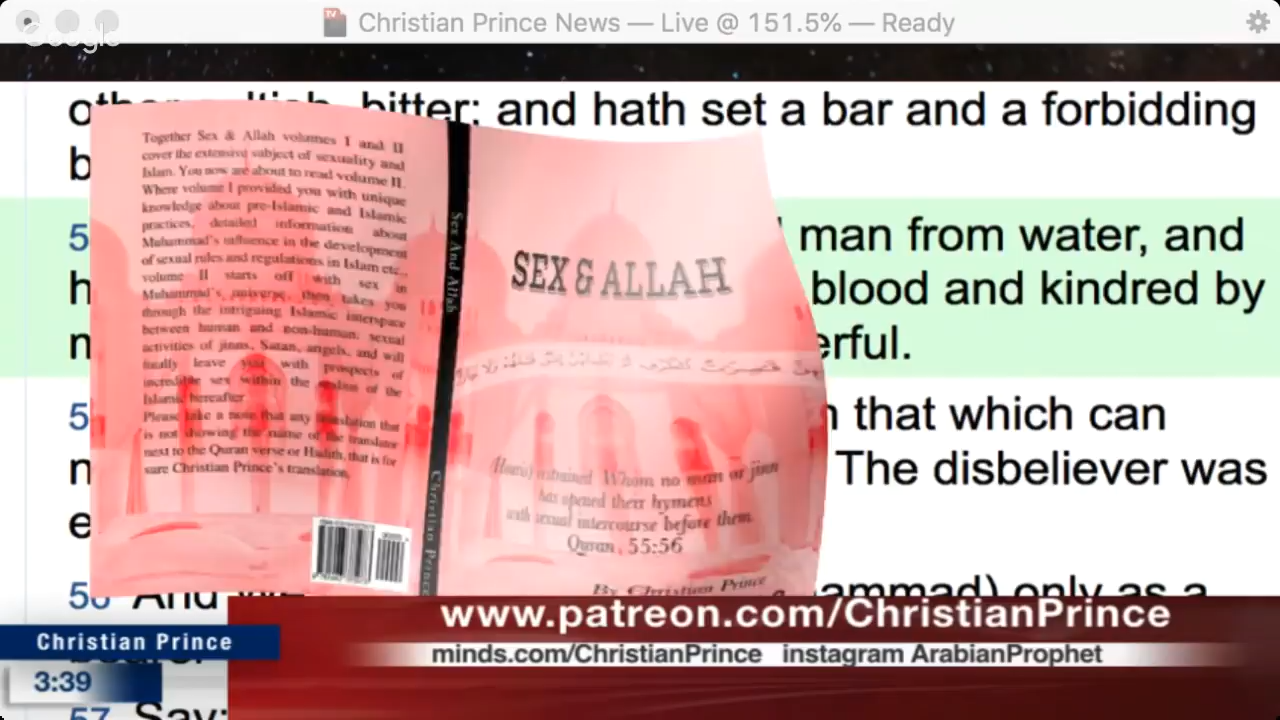 Christian Prince News — Live @ 151.5% — Ready
Google
bitter; and hath set a bar and a forbidding
man from water, and
blood and kindred by
that which can
The disbeliever was
And
only as a
57 Say:
Together Sex & Allah volumes I and II
cover the extensive subject of sexuality and
Islam. You now are about to read volume II.
Where volume I provided you with unique
knowledge about pre-Islamic and Islamic
practices, detailed information about
Muhammad's influence in the development
of sexual rules and regulations in Islam etc..,
volume II starts off with sex in
Muhammad's universe, then takes you
through the intriguing Islamic interspace
between human and non-human, sexual
activities of jinns, Satan, angels, and will
finally leave you with prospects of
incredible sex within the realms of the
Islamic hereafter
Please take a note that any translation that
is not showing the name of the translator
next to the Quran verse or Hadith, that is for
sure Christian Prince's translation.
Sex And Allah
Christian Prince
SEX & ALLAH
(Houris) restrained Whom no man or jinn
has opened their hymens
with sexual intercourse before them.
Quran, 55:56
By Christian Prince
www.patreon.com/ChristianPrince
Christian Prince
minds.com/ChristianPrince instagram ArabianProphet
3:39